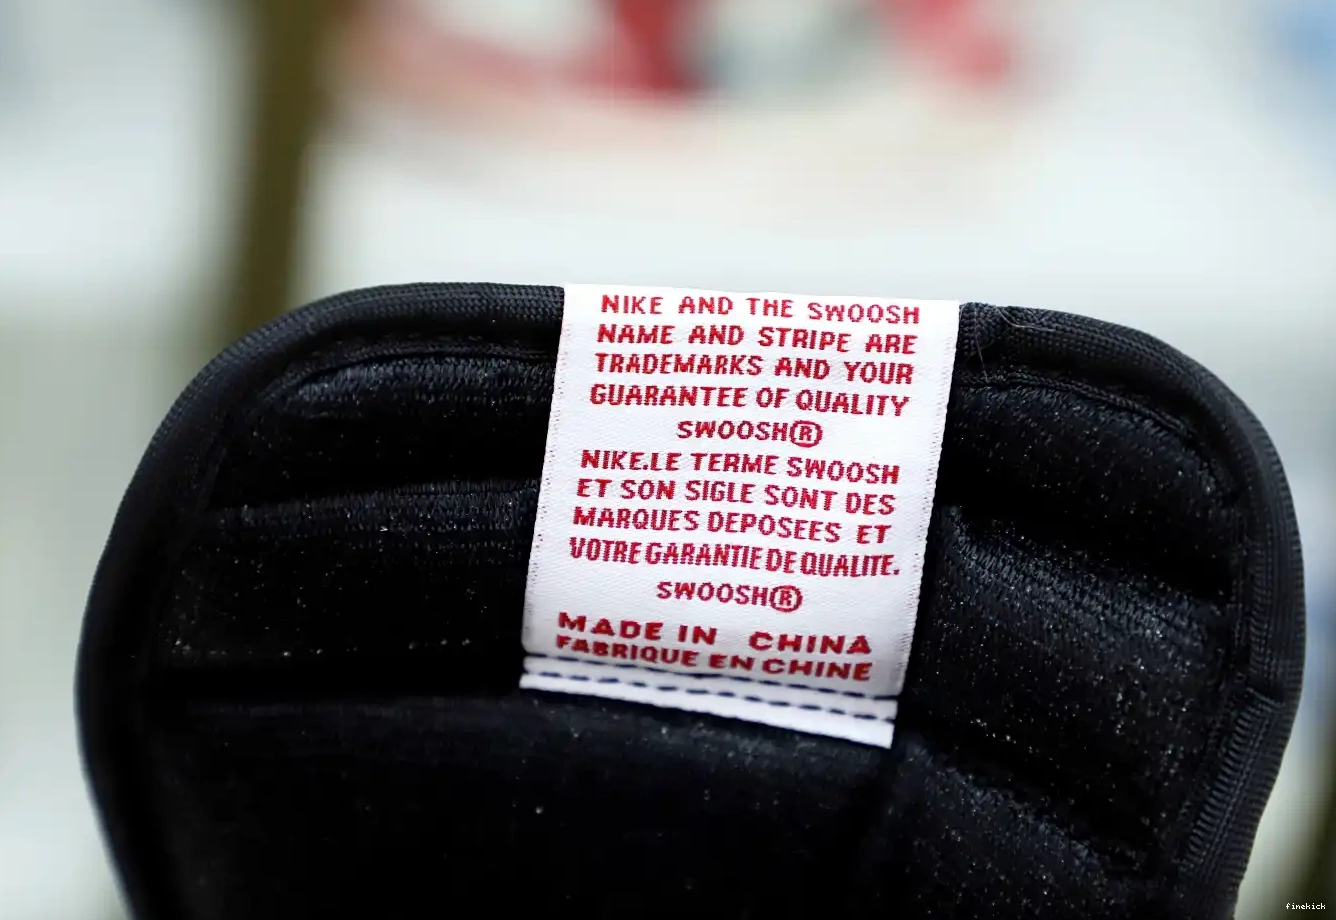 NIKE AND THE SWOOSH
NAME AND STRIPE ARE
TRADEMARKS AND YOUR
GUARANTEE OF QUALITY
SWOOSH®
NIKE.LE TERME SWOOSH
ET SON SIGLE SONT DES
MARQUES DEPOSEES ET
VOTRE GARANTIE DE QUALITE.
SWOOSH®
MADE IN CHINA
FABRIQUE EN CHINE
finekick